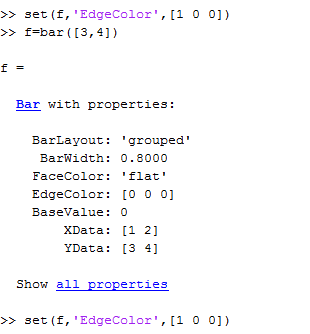 >> set(f,'EdgeColor',[1 0 0])
>> f=bar([3,4])
f =
Bar with properties:
BarLayout: 'grouped'
BarWidth: 0.8000
FaceColor: 'flat'
EdgeColor: [0 0 0]
BaseValue: 0
XData: [1 2]
YData: [3 4]
Show all properties
>> set(f,'EdgeColor',[1 0 0])